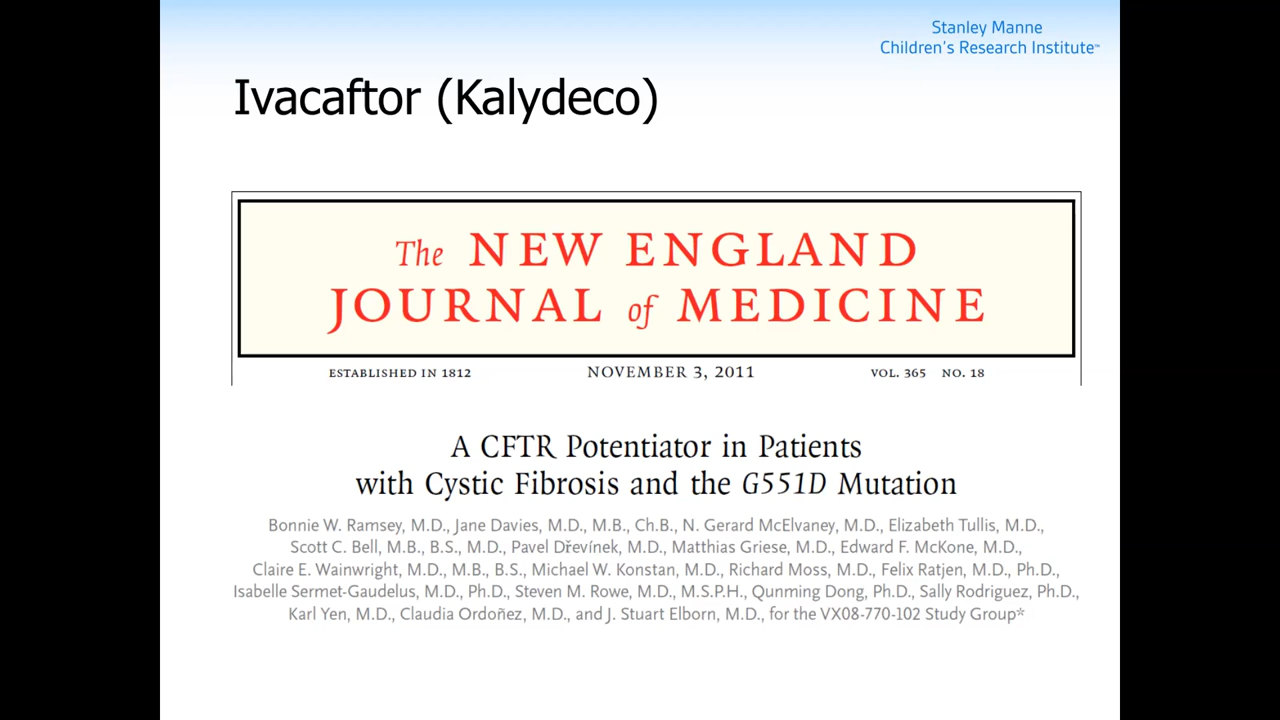 Stanley Manne
Children's Research Institute™
Ivacaftor (Kalydeco)
The NEW ENGLAND
JOURNAL of MEDICINE
ESTABLISHED IN 1812 NOVEMBER 3, 2011 VOL. 365 NO. 18
A CFTR Potentiator in Patients
with Cystic Fibrosis and the G551D Mutation
Bonnie W. Ramsey, M.D., Jane Davies, M.D., M.B., Ch.B., N. Gerard McElvaney, M.D., Elizabeth Tullis, M.D.,
Scott C. Bell, M.B., B.S., M.D., Pavel Dřevínek, M.D., Matthias Griese, M.D., Edward F. McKone, M.D.,
Claire E. Wainwright, M.D., M.B., B.S., Michael W. Konstan, M.D., Richard Moss, M.D., Felix Ratjen, M.D., Ph.D.,
Isabelle Sermet-Gaudelus, M.D., Ph.D., Steven M. Rowe, M.D., M.S.P.H., Qunming Dong, Ph.D., Sally Rodriguez, Ph.D.,
Karl Yen, M.D., Claudia Ordoñez, M.D., and J. Stuart Elborn, M.D., for the VX08-770-102 Study Group*